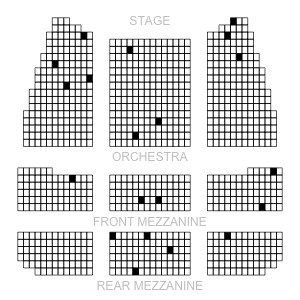 STAGE
ORCHESTRA
FRONT MEZZANINE
REAR MEZZANINE